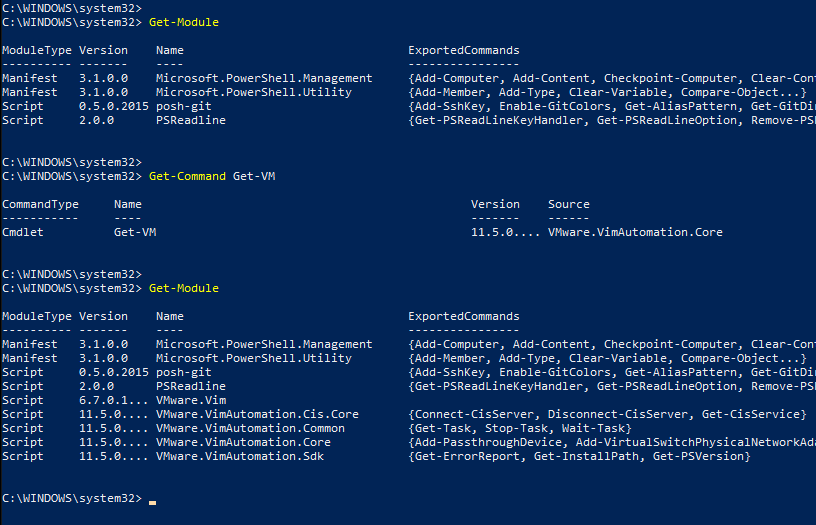 C:\WINDOWS\system32>
C:\WINDOWS\system32> Get-Module
ModuleType Version    Name                                ExportedCommands
---------- -------    ----                                ----------------
Manifest   3.1.0.0    Microsoft.PowerShell.Management     {Add-Computer, Add-Content, Checkpoint-Computer, Clear-Cont
Manifest   3.1.0.0    Microsoft.PowerShell.Utility        {Add-Member, Add-Type, Clear-Variable, Compare-Object...}
Script     0.5.0.2015 posh-git                            {Add-SshKey, Enable-GitColors, Get-AliasPattern, Get-GitDir
Script     2.0.0      PSReadline                          {Get-PSReadLineKeyHandler, Get-PSReadLineOption, Remove-PSR
C:\WINDOWS\system32>
C:\WINDOWS\system32> Get-Command Get-VM
CommandType     Name                                               Version    Source
-----------     ----                                               -------    ------
Cmdlet          Get-VM                                             11.5.0.... VMware.VimAutomation.Core
C:\WINDOWS\system32>
C:\WINDOWS\system32> Get-Module
ModuleType Version    Name                                ExportedCommands
---------- -------    ----                                ----------------
Manifest   3.1.0.0    Microsoft.PowerShell.Management     {Add-Computer, Add-Content, Checkpoint-Computer, Clear-Cont
Manifest   3.1.0.0    Microsoft.PowerShell.Utility        {Add-Member, Add-Type, Clear-Variable, Compare-Object...}
Script     0.5.0.2015 posh-git                            {Add-SshKey, Enable-GitColors, Get-AliasPattern, Get-GitDir
Script     2.0.0      PSReadline                          {Get-PSReadLineKeyHandler, Get-PSReadLineOption, Remove-PSR
Script     6.7.0.1... VMware.Vim
Script     11.5.0.... VMware.VimAutomation.Cis.Core       {Connect-CisServer, Disconnect-CisServer, Get-CisService}
Script     11.5.0.... VMware.VimAutomation.Common         {Get-Task, Stop-Task, Wait-Task}
Script     11.5.0.... VMware.VimAutomation.Core           {Add-PassthroughDevice, Add-VirtualSwitchPhysicalNetworkAda
Script     11.5.0.... VMware.VimAutomation.Sdk            {Get-ErrorReport, Get-InstallPath, Get-PSVersion}
C:\WINDOWS\system32>